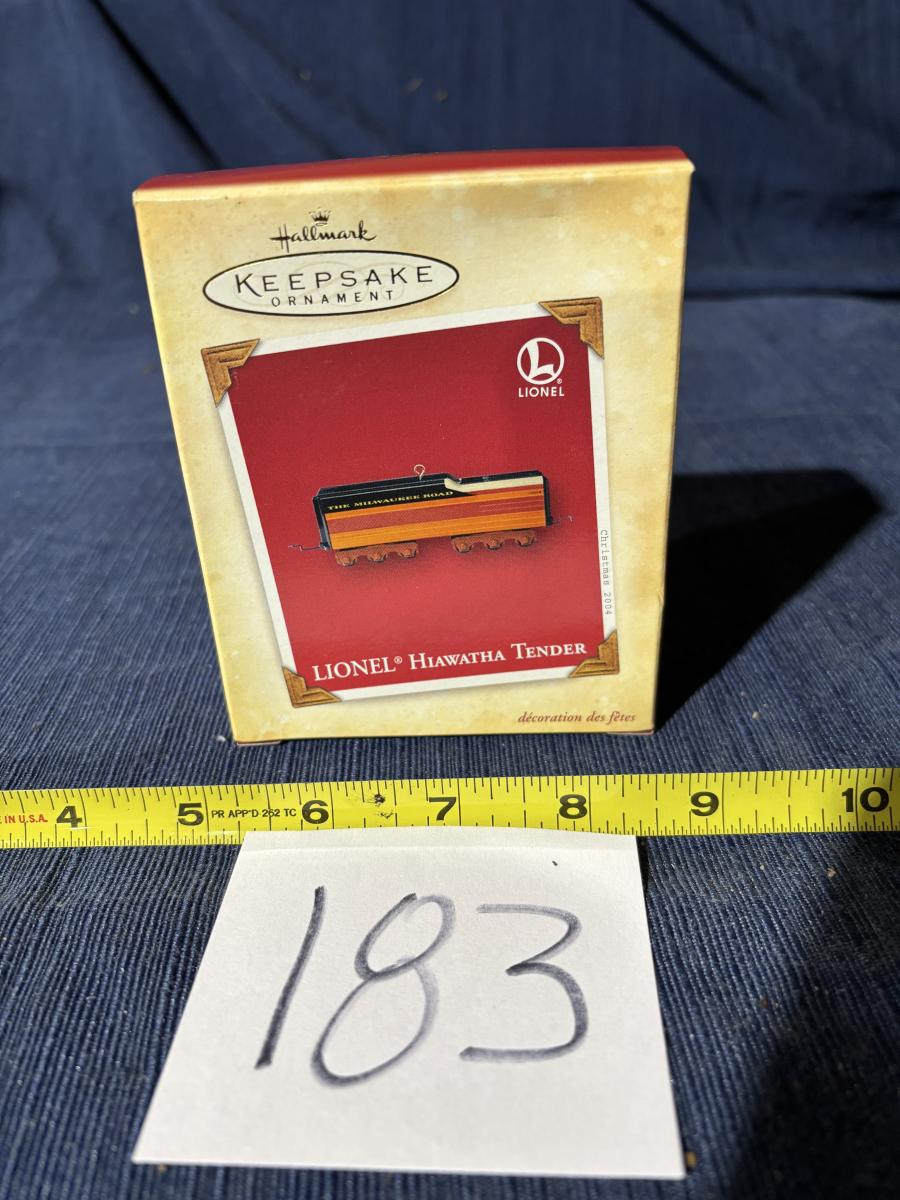 Hallmark
KEEPSAKE
ORNAMENT
L
®
LIONEL
THE MILWAUKEE ROAD
Christmas 2004
LIONEL® HIAWATHA TENDER
décoration des fêtes
E IN U.S.A. 4 5 PR APP'D 262 TC 6 7 8 9 10
183